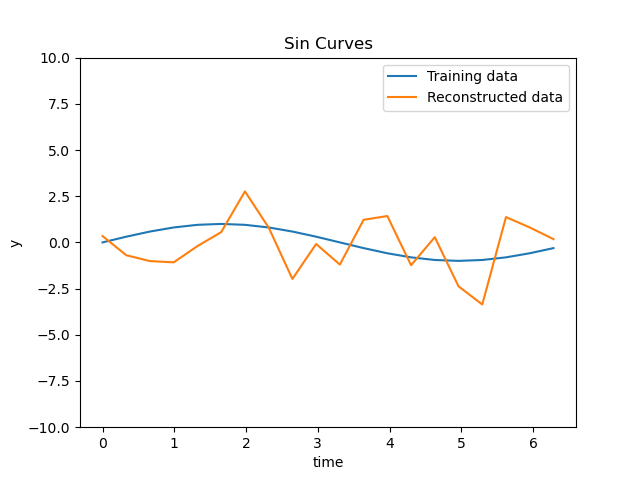 Sin Curves
10.0
7.5
5.0
2.5
0.0
−2.5
−5.0
−7.5
−10.0
y
Training data
Reconstructed data
0 1 2 3 4 5 6
time